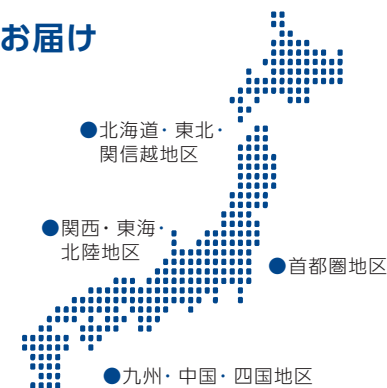 お届け
●北海道・東北・
関信越地区
●関西・東海・
北陸地区
●首都圏地区
●九州・中国・四国地区